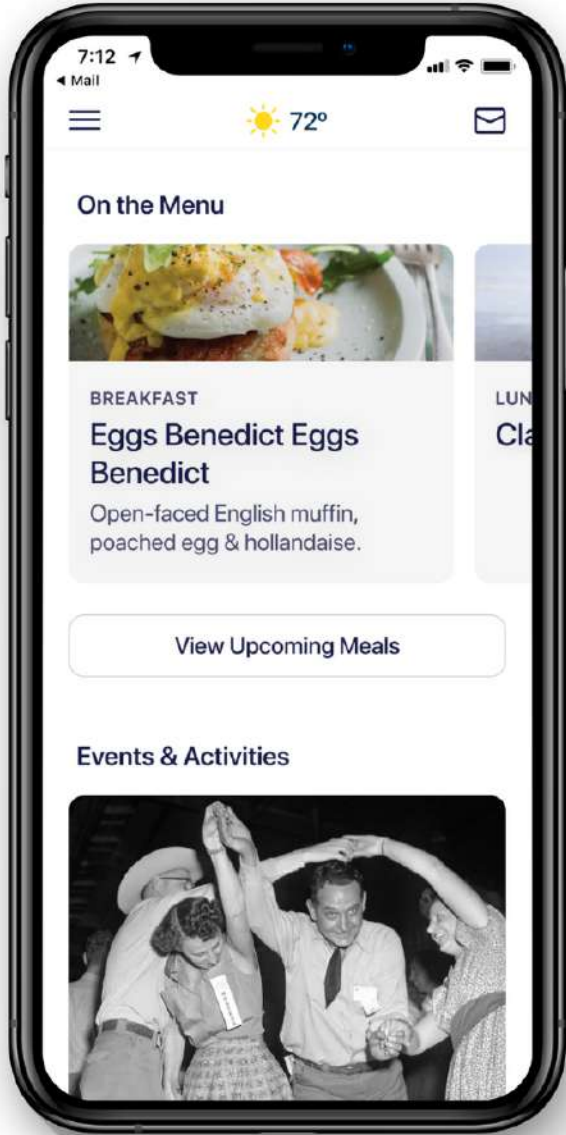 7:12
Mail
72º
On the Menu
BREAKFAST
Eggs Benedict Eggs
Benedict
Open-faced English muffin,
poached egg & hollandaise.
LUN
Cla
View Upcoming Meals
Events & Activities